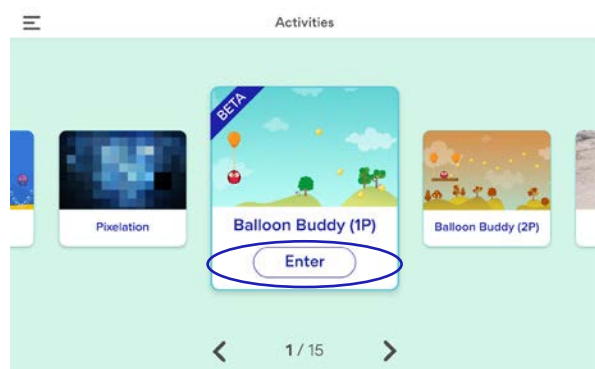 Activities
BETA
Pixelation
Balloon Buddy (1P)
Enter
Balloon Buddy (2P)
1 / 15